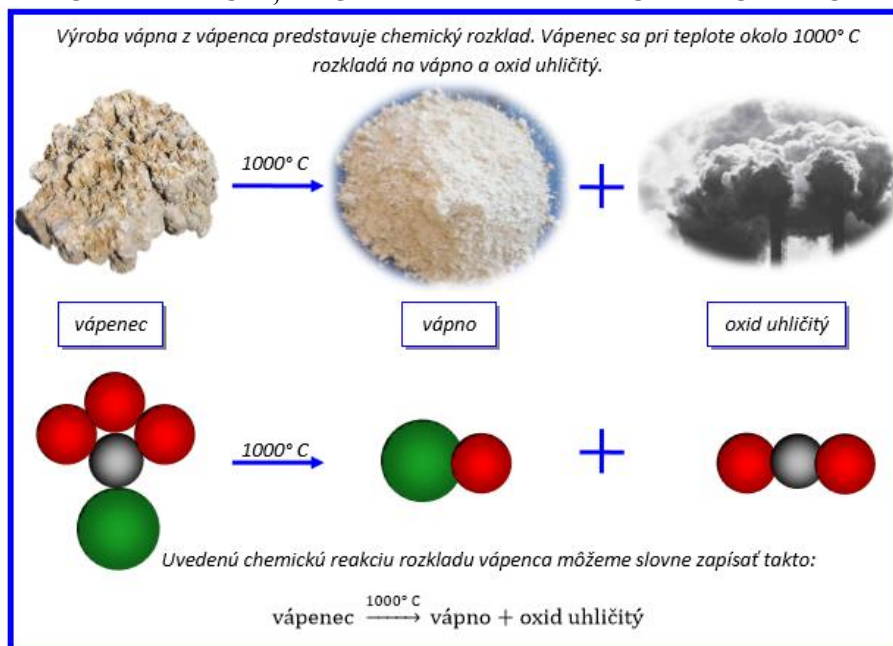 Výroba vápna z vápenca predstavuje chemický rozklad. Vápenec sa pri teplote okolo 1000° C
rozkladá na vápno a oxid uhličitý.
1000° C
vápenec
vápno
oxid uhličitý
1000° C
Uvedenú chemickú reakciu rozkladu vápenca môžeme slovne zapísať takto:
vápenec 1000° C → vápno + oxid uhličitý